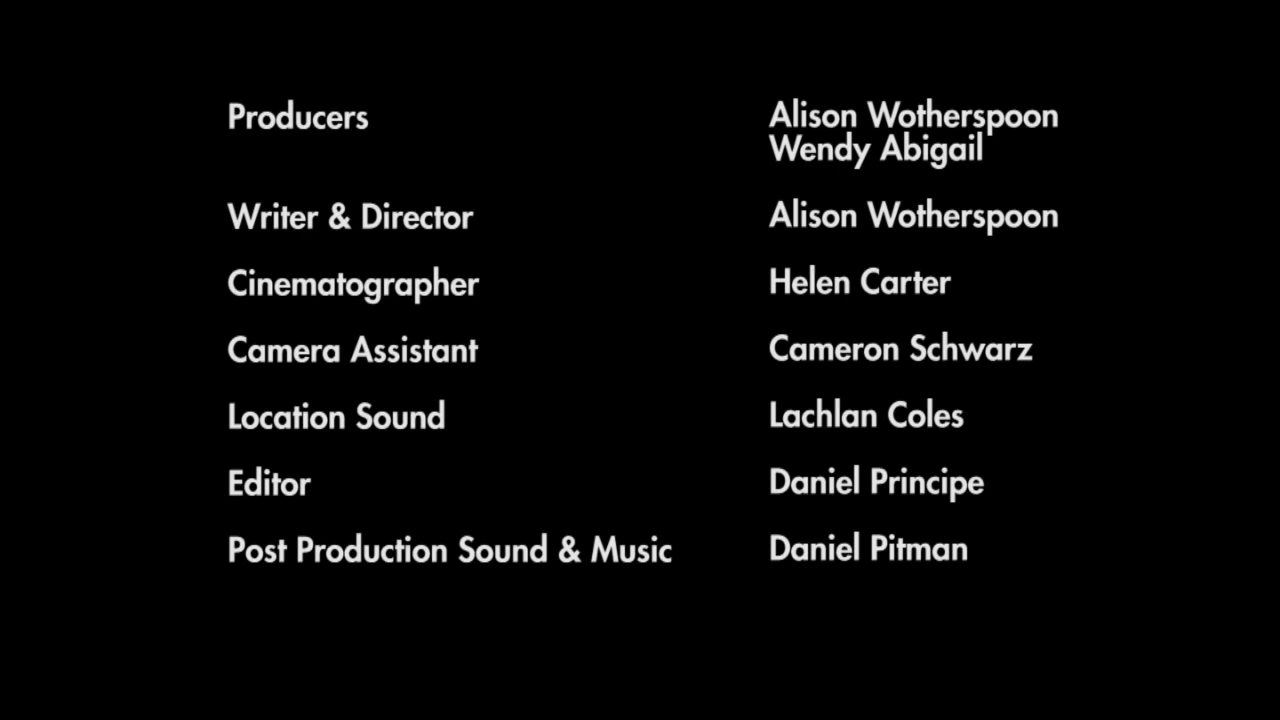 Producers Alison Wotherspoon
Wendy Abigail
Writer & Director Alison Wotherspoon
Cinematographer Helen Carter
Camera Assistant Cameron Schwarz
Location Sound Lachlan Coles
Editor Daniel Principe
Post Production Sound & Music Daniel Pitman